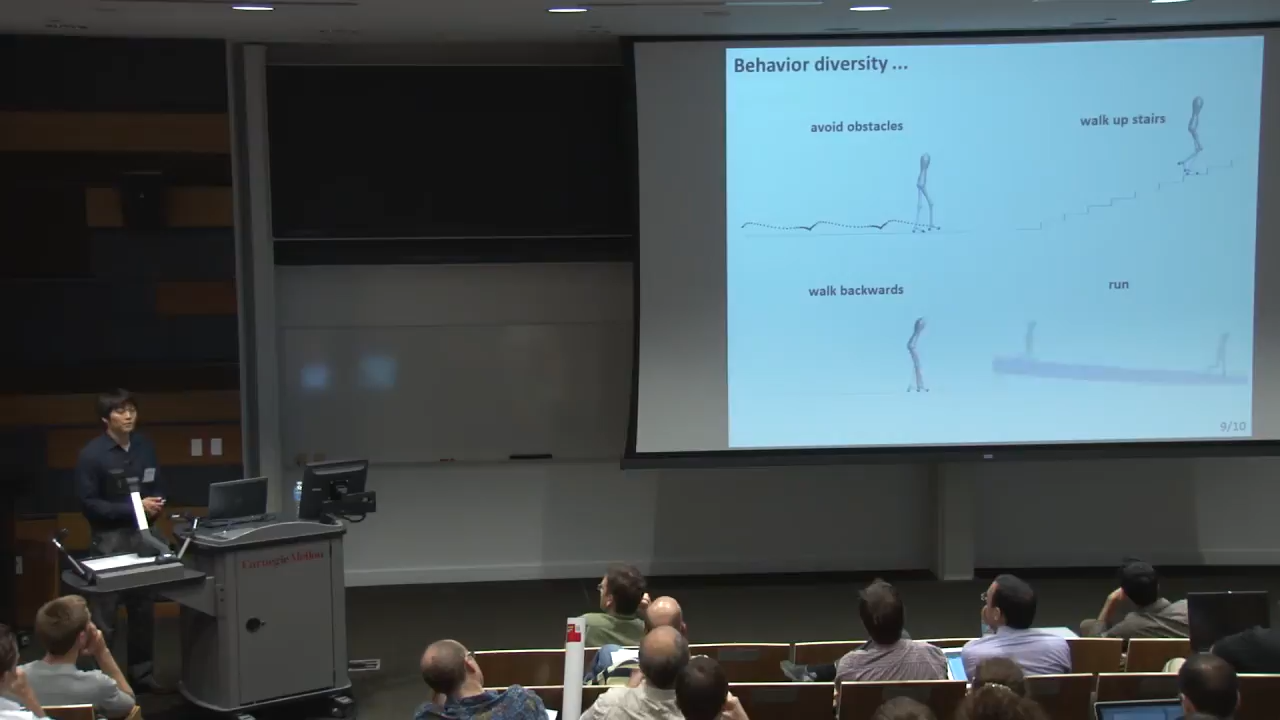 Behavior diversity ...
avoid obstacles
walk up stairs
walk backwards
run
9/10
Carnegie Mellon